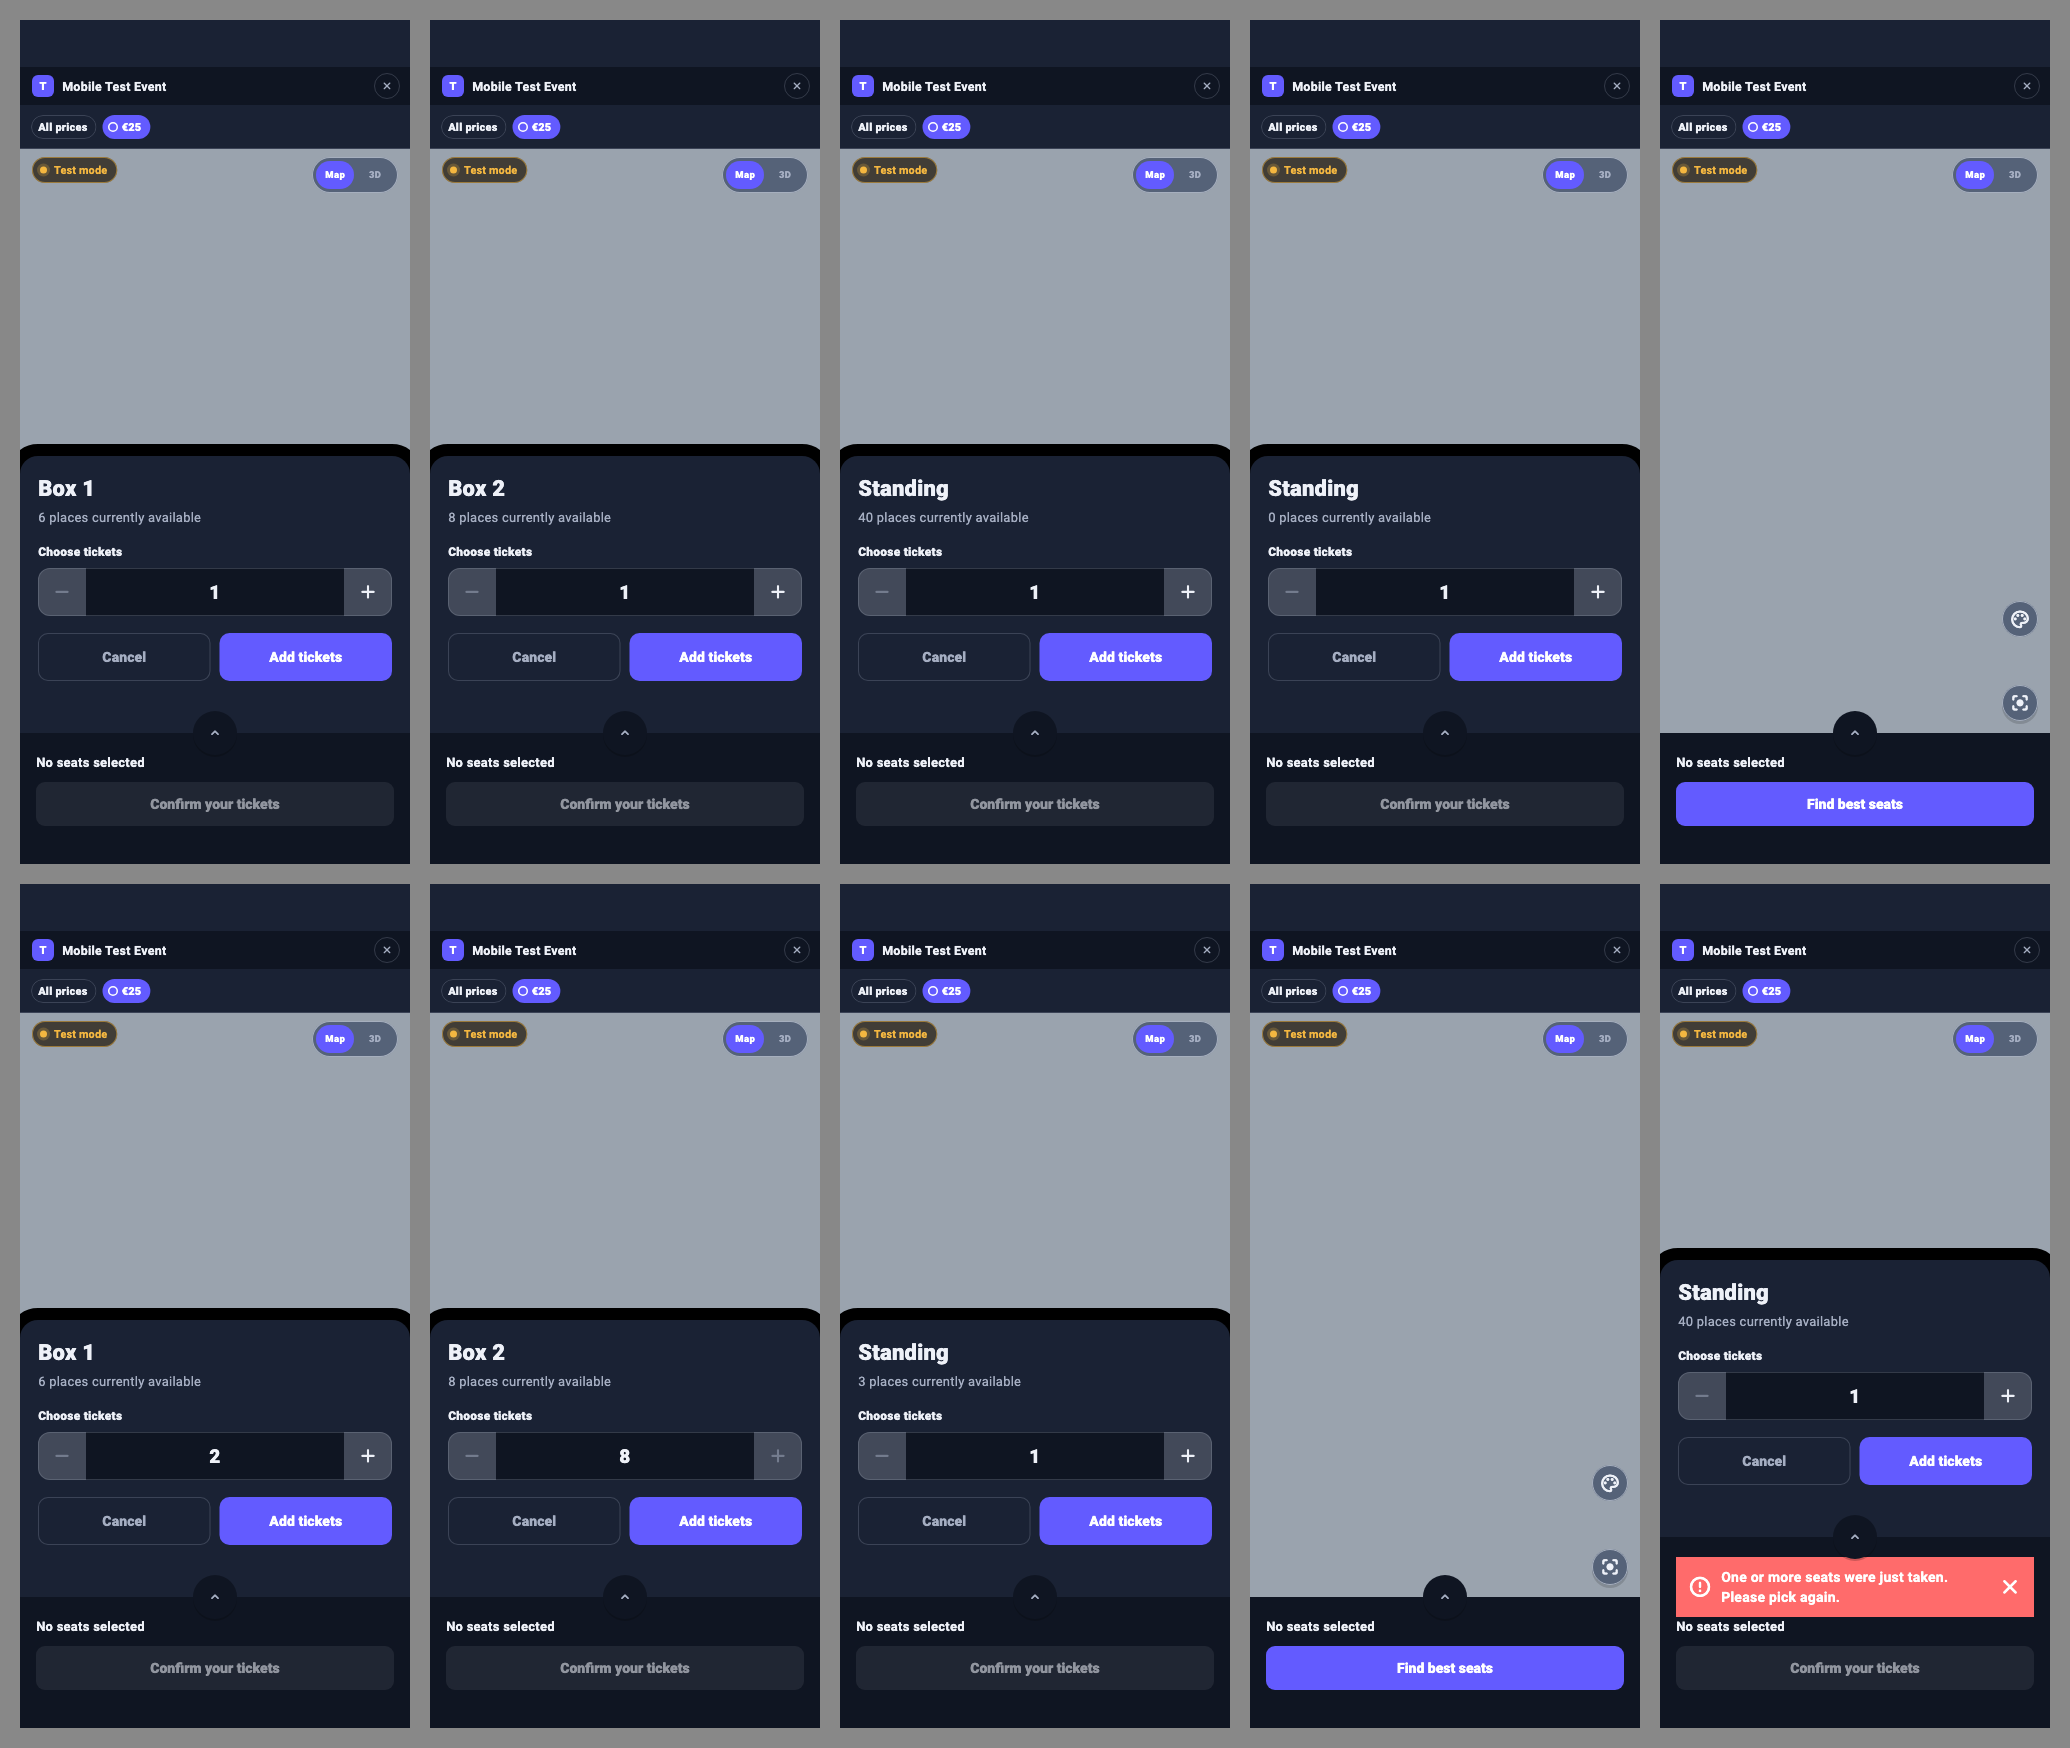 T Mobile Test Event
All prices €25
Test mode
Map 3D
Box 1
6 places currently available
Choose tickets
1
Cancel Add tickets
No seats selected
Confirm your tickets
T Mobile Test Event
All prices €25
Test mode
Map 3D
Box 2
8 places currently available
Choose tickets
1
Cancel Add tickets
No seats selected
Confirm your tickets
T Mobile Test Event
All prices €25
Test mode
Map 3D
Standing
40 places currently available
Choose tickets
1
Cancel Add tickets
No seats selected
Confirm your tickets
T Mobile Test Event
All prices €25
Test mode
Map 3D
Standing
0 places currently available
Choose tickets
1
Cancel Add tickets
No seats selected
Confirm your tickets
T Mobile Test Event
All prices €25
Test mode
Map 3D
No seats selected
Find best seats
T Mobile Test Event
All prices €25
Test mode
Map 3D
Box 1
6 places currently available
Choose tickets
2
Cancel Add tickets
No seats selected
Confirm your tickets
T Mobile Test Event
All prices €25
Test mode
Map 3D
Box 2
8 places currently available
Choose tickets
8
Cancel Add tickets
No seats selected
Confirm your tickets
T Mobile Test Event
All prices €25
Test mode
Map 3D
Standing
3 places currently available
Choose tickets
1
Cancel Add tickets
No seats selected
Confirm your tickets
T Mobile Test Event
All prices €25
Test mode
Map 3D
No seats selected
Find best seats
T Mobile Test Event
All prices €25
Test mode
Map 3D
Standing
40 places currently available
Choose tickets
1
Cancel Add tickets
One or more seats were just taken.
Please pick again.
No seats selected
Confirm your tickets